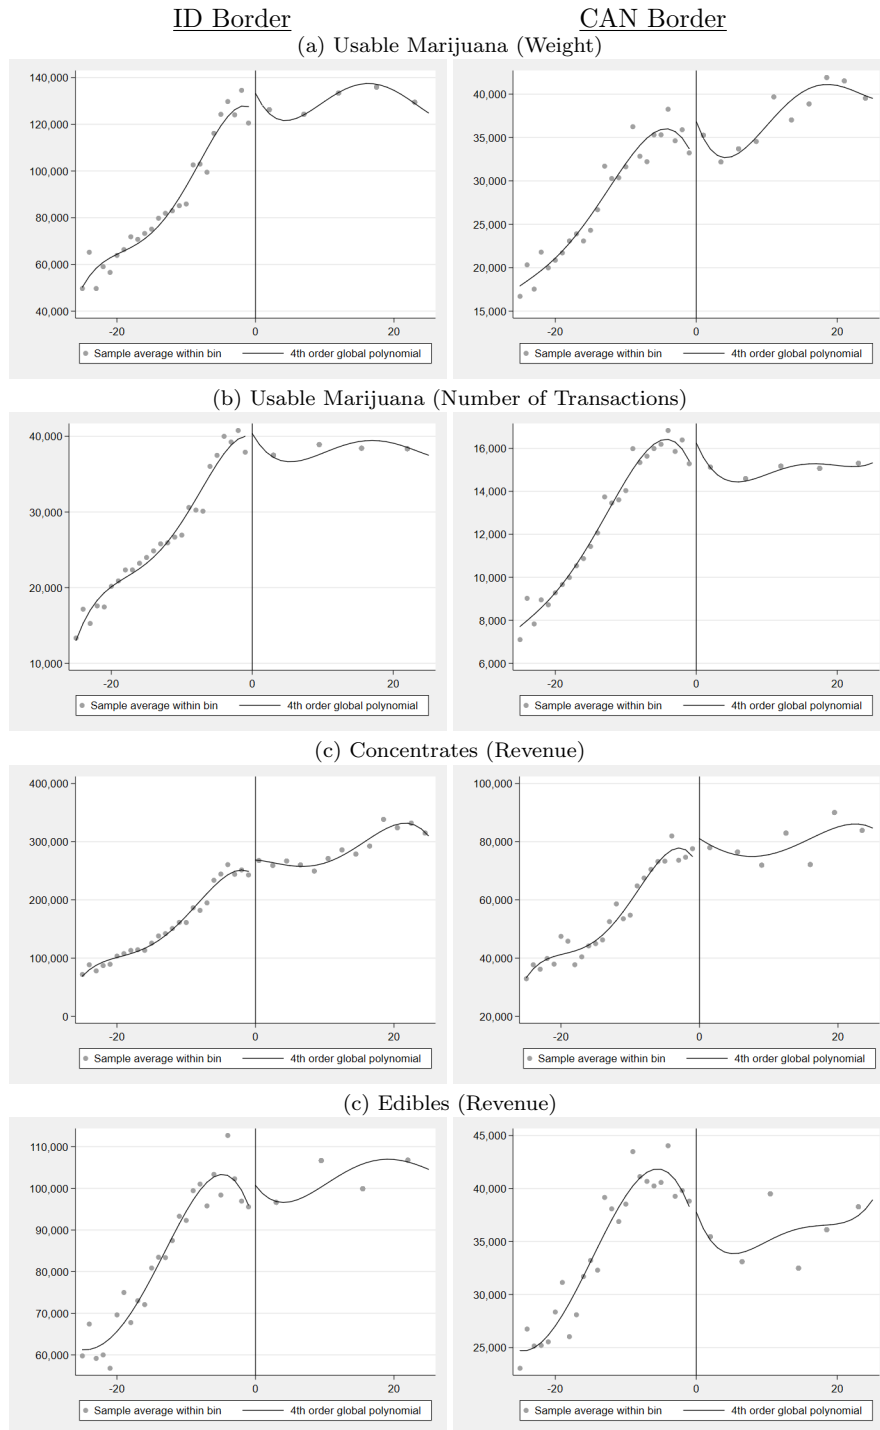 ID Border CAN Border
(a) Usable Marijuana (Weight)
140,000
120,000
100,000
80,000
60,000
40,000
-20 0 20
Sample average within bin 4th order global polynomial
40,000
35,000
30,000
25,000
20,000
15,000
-20 0 20
Sample average within bin 4th order global polynomial
(b) Usable Marijuana (Number of Transactions)
40,000
30,000
20,000
10,000
-20 0 20
Sample average within bin 4th order global polynomial
16,000
14,000
12,000
10,000
8,000
6,000
-20 0 20
Sample average within bin 4th order global polynomial
(c) Concentrates (Revenue)
400,000
300,000
200,000
100,000
0
-20 0 20
Sample average within bin 4th order global polynomial
100,000
80,000
60,000
40,000
20,000
-20 0 20
Sample average within bin 4th order global polynomial
(c) Edibles (Revenue)
110,000
100,000
90,000
80,000
70,000
60,000
-20 0 20
Sample average within bin 4th order global polynomial
45,000
40,000
35,000
30,000
25,000
-20 0 20
Sample average within bin 4th order global polynomial